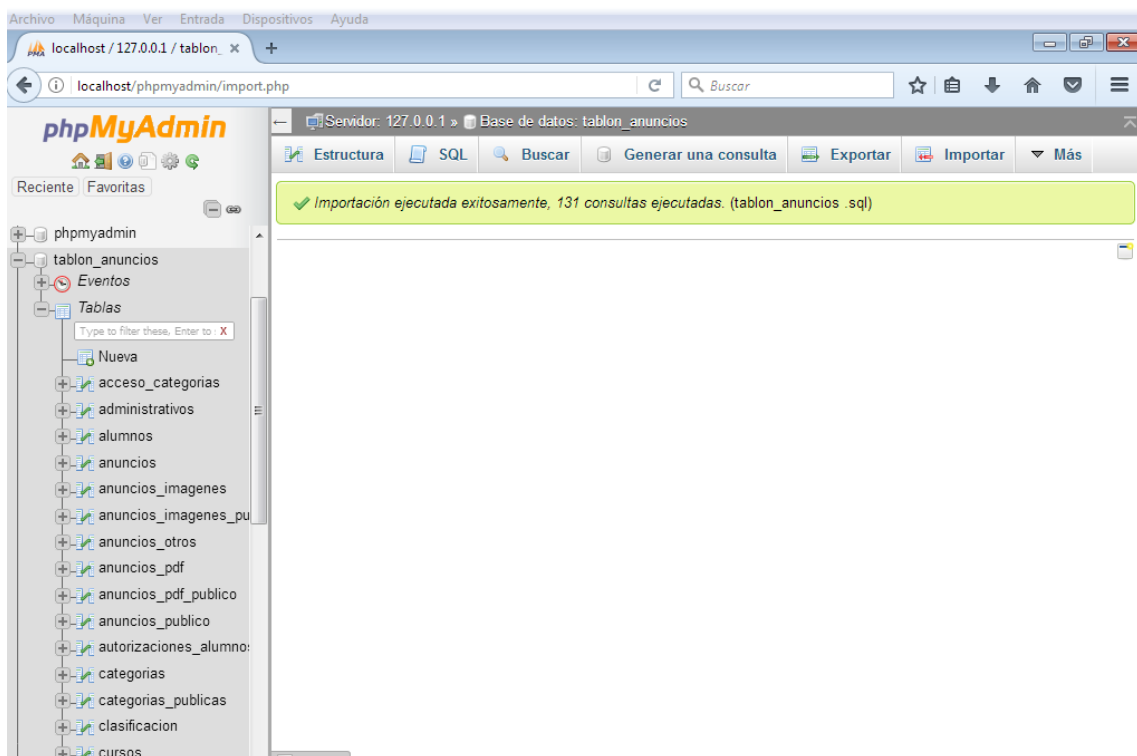 Archivo Máquina Ver Entrada Dispositivos Ayuda
localhost / 127.0.0.1 / tablon_
localhost/phpmyadmin/import.php
Buscar
phpMyAdmin
Reciente Favoritas
Servidor: 127.0.0.1 » Base de datos: tablon_anuncios
Estructura SQL Buscar Generar una consulta Exportar Importar Más
Importación ejecutada exitosamente, 131 consultas ejecutadas. (tablon_anuncios .sql)
phpmyadmin
tablon_anuncios
Eventos
Tablas
Type to filter these, Enter to : X
Nueva
acceso_categorias
administrativos
alumnos
anuncios
anuncios_imagenes
anuncios_imagenes_pu
anuncios_otros
anuncios_pdf
anuncios_pdf_publico
anuncios_publico
autorizaciones_alumno
categorias
categorias_publicas
clasificacion
cursos